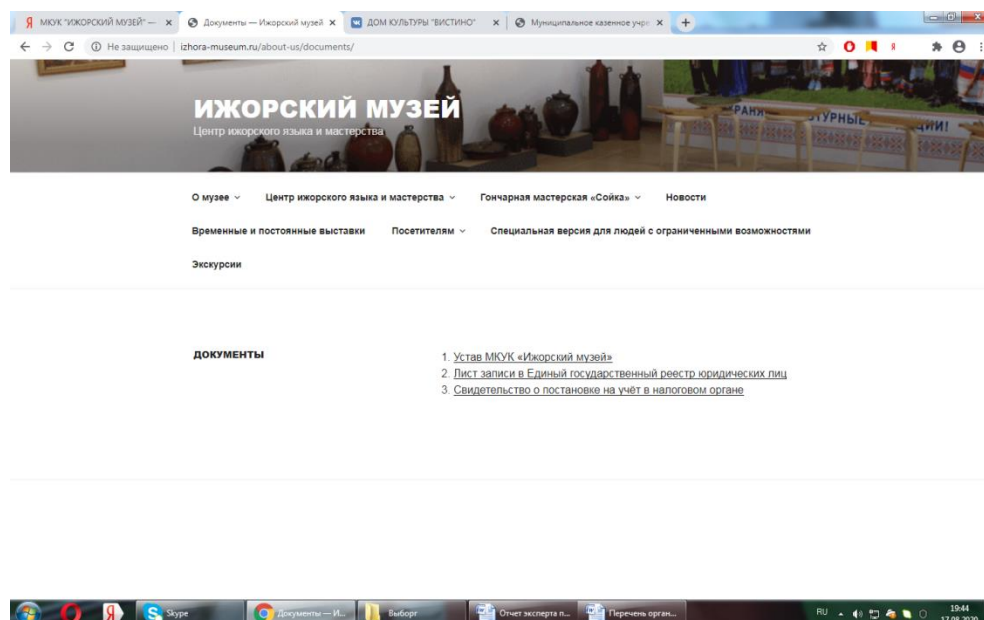 МКУК "ИЖОРСКИЙ МУЗЕЙ" —
Документы — Ижорский музей
ДОМ КУЛЬТУРЫ "ВИСТИНО"
Муниципальное казенное учре
Не защищено | izhora-museum.ru/about-us/documents/
ИЖОРСКИЙ МУЗЕЙ
Центр ижорского языка и мастерства
О музее
Центр ижорского языка и мастерства
Гончарная мастерская «Сойка»
Новости
Временные и постоянные выставки
Посетителям
Специальная версия для людей с ограниченными возможностями
Экскурсии
ДОКУМЕНТЫ
1. Устав МКУК «Ижорский музей»
2. Лист записи в Единый государственный реестр юридических лиц
3. Свидетельство о постановке на учёт в налоговом органе
Skype
Документы — И...
Выборг
Отчет эксперта п...
Перечень орган...
RU
19:44
17.08.2020